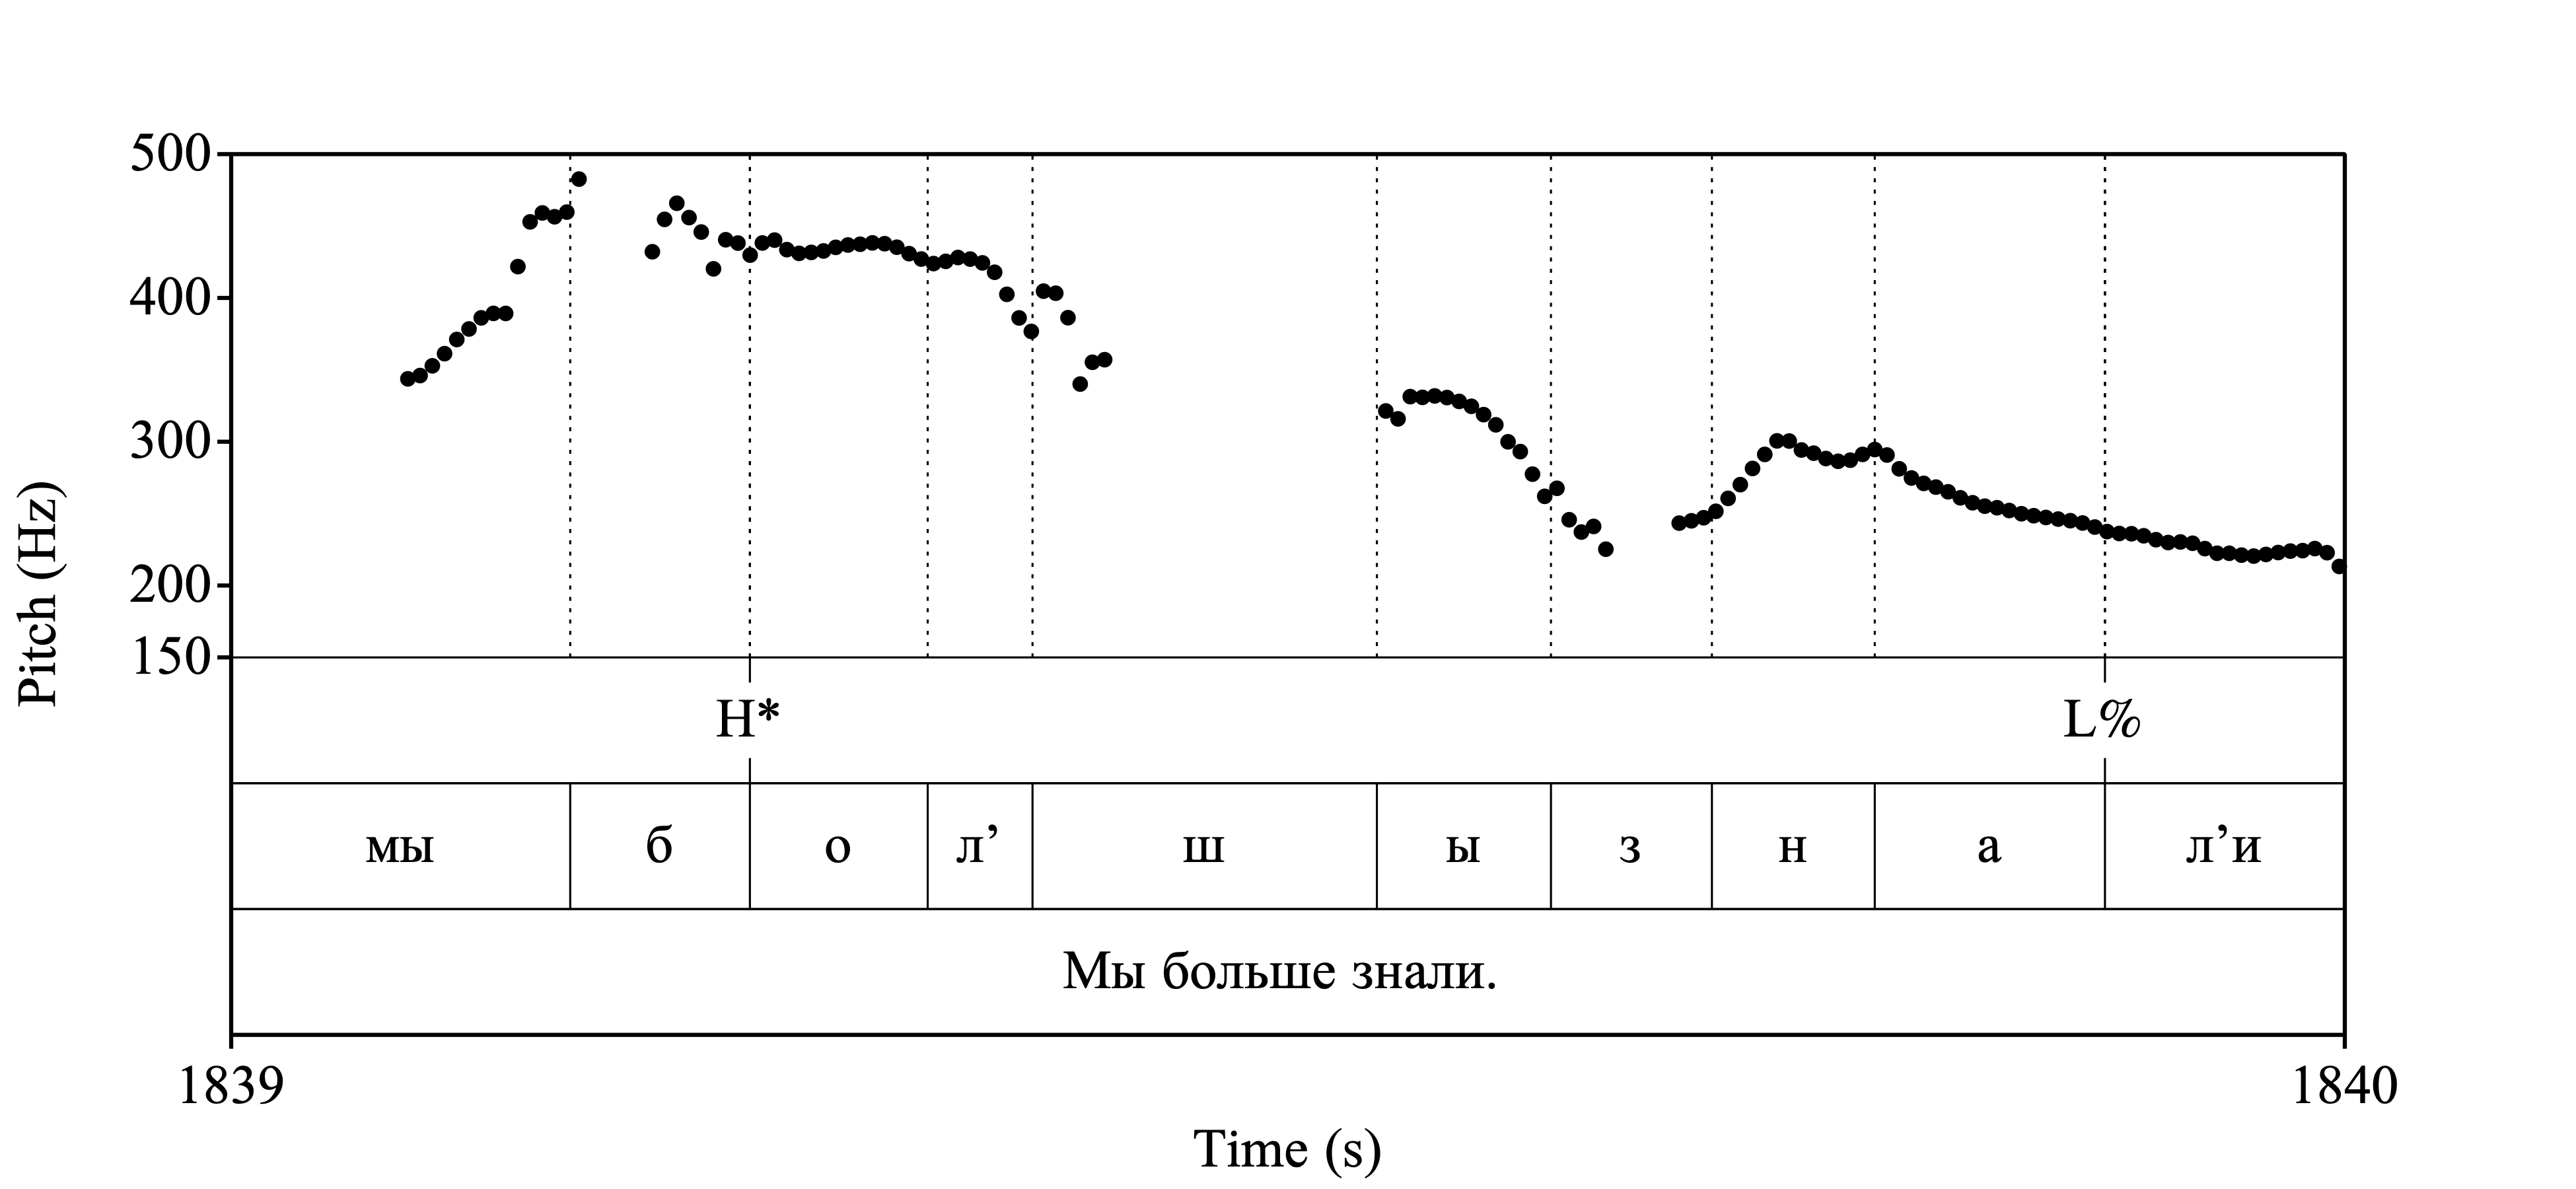 500
400
300
200
150
Pitch (Hz)
H* L%
мы б о л’ ш ы з н а л’и
Мы больше знали.
1839 1840
Time (s)